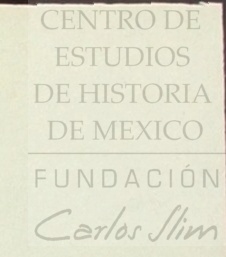 CENTRO DE
ESTUDIOS
DE HISTORIA
DE MEXICO
FUNDACIÓN
Carlos Slim